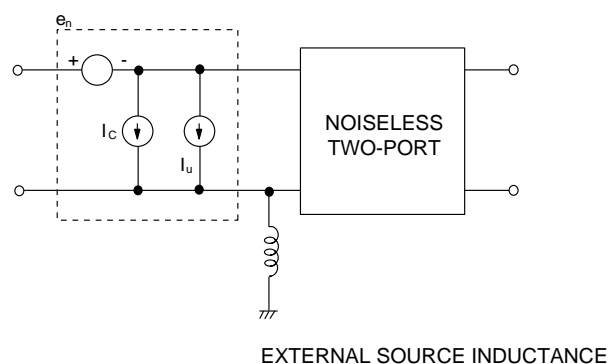 en
+ -
IC
Iu
NOISELESS
TWO-PORT
EXTERNAL SOURCE INDUCTANCE